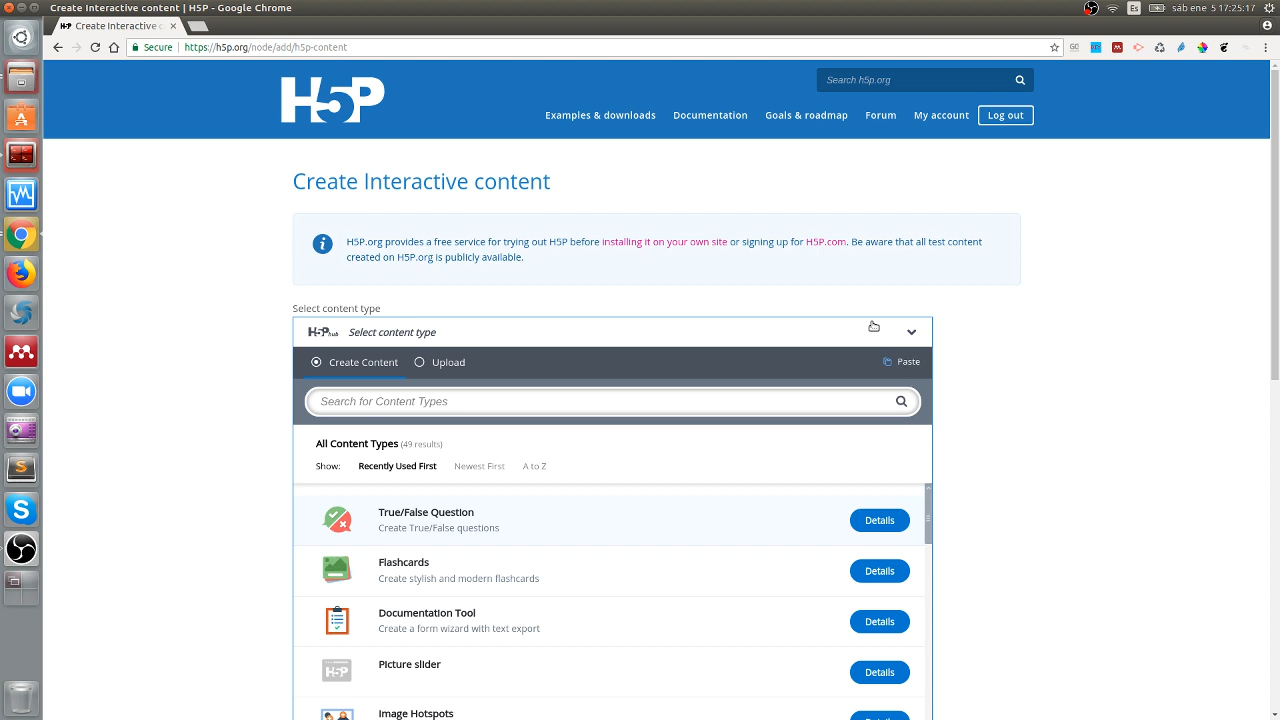 Create Interactive content | H5P - Google Chrome
Es
sáb ene 5 17:25:17
H5P Create Interactive c
Secure https://h5p.org/node/add/h5p-content
H5P
Search h5p.org
Examples & downloads Documentation Goals & roadmap Forum My account Log out
Create Interactive content
H5P.org provides a free service for trying out H5P before installing it on your own site or signing up for H5P.com. Be aware that all test content
created on H5P.org is publicly available.
Select content type
H5P hub Select content type
Create Content Upload Paste
Search for Content Types
All Content Types (49 results)
Show: Recently Used First Newest First A to Z
True/False Question
Create True/False questions
Details
Flashcards
Create stylish and modern flashcards
Details
Documentation Tool
Create a form wizard with text export
Details
H5P
Picture slider
Details
Image Hotspots
Details